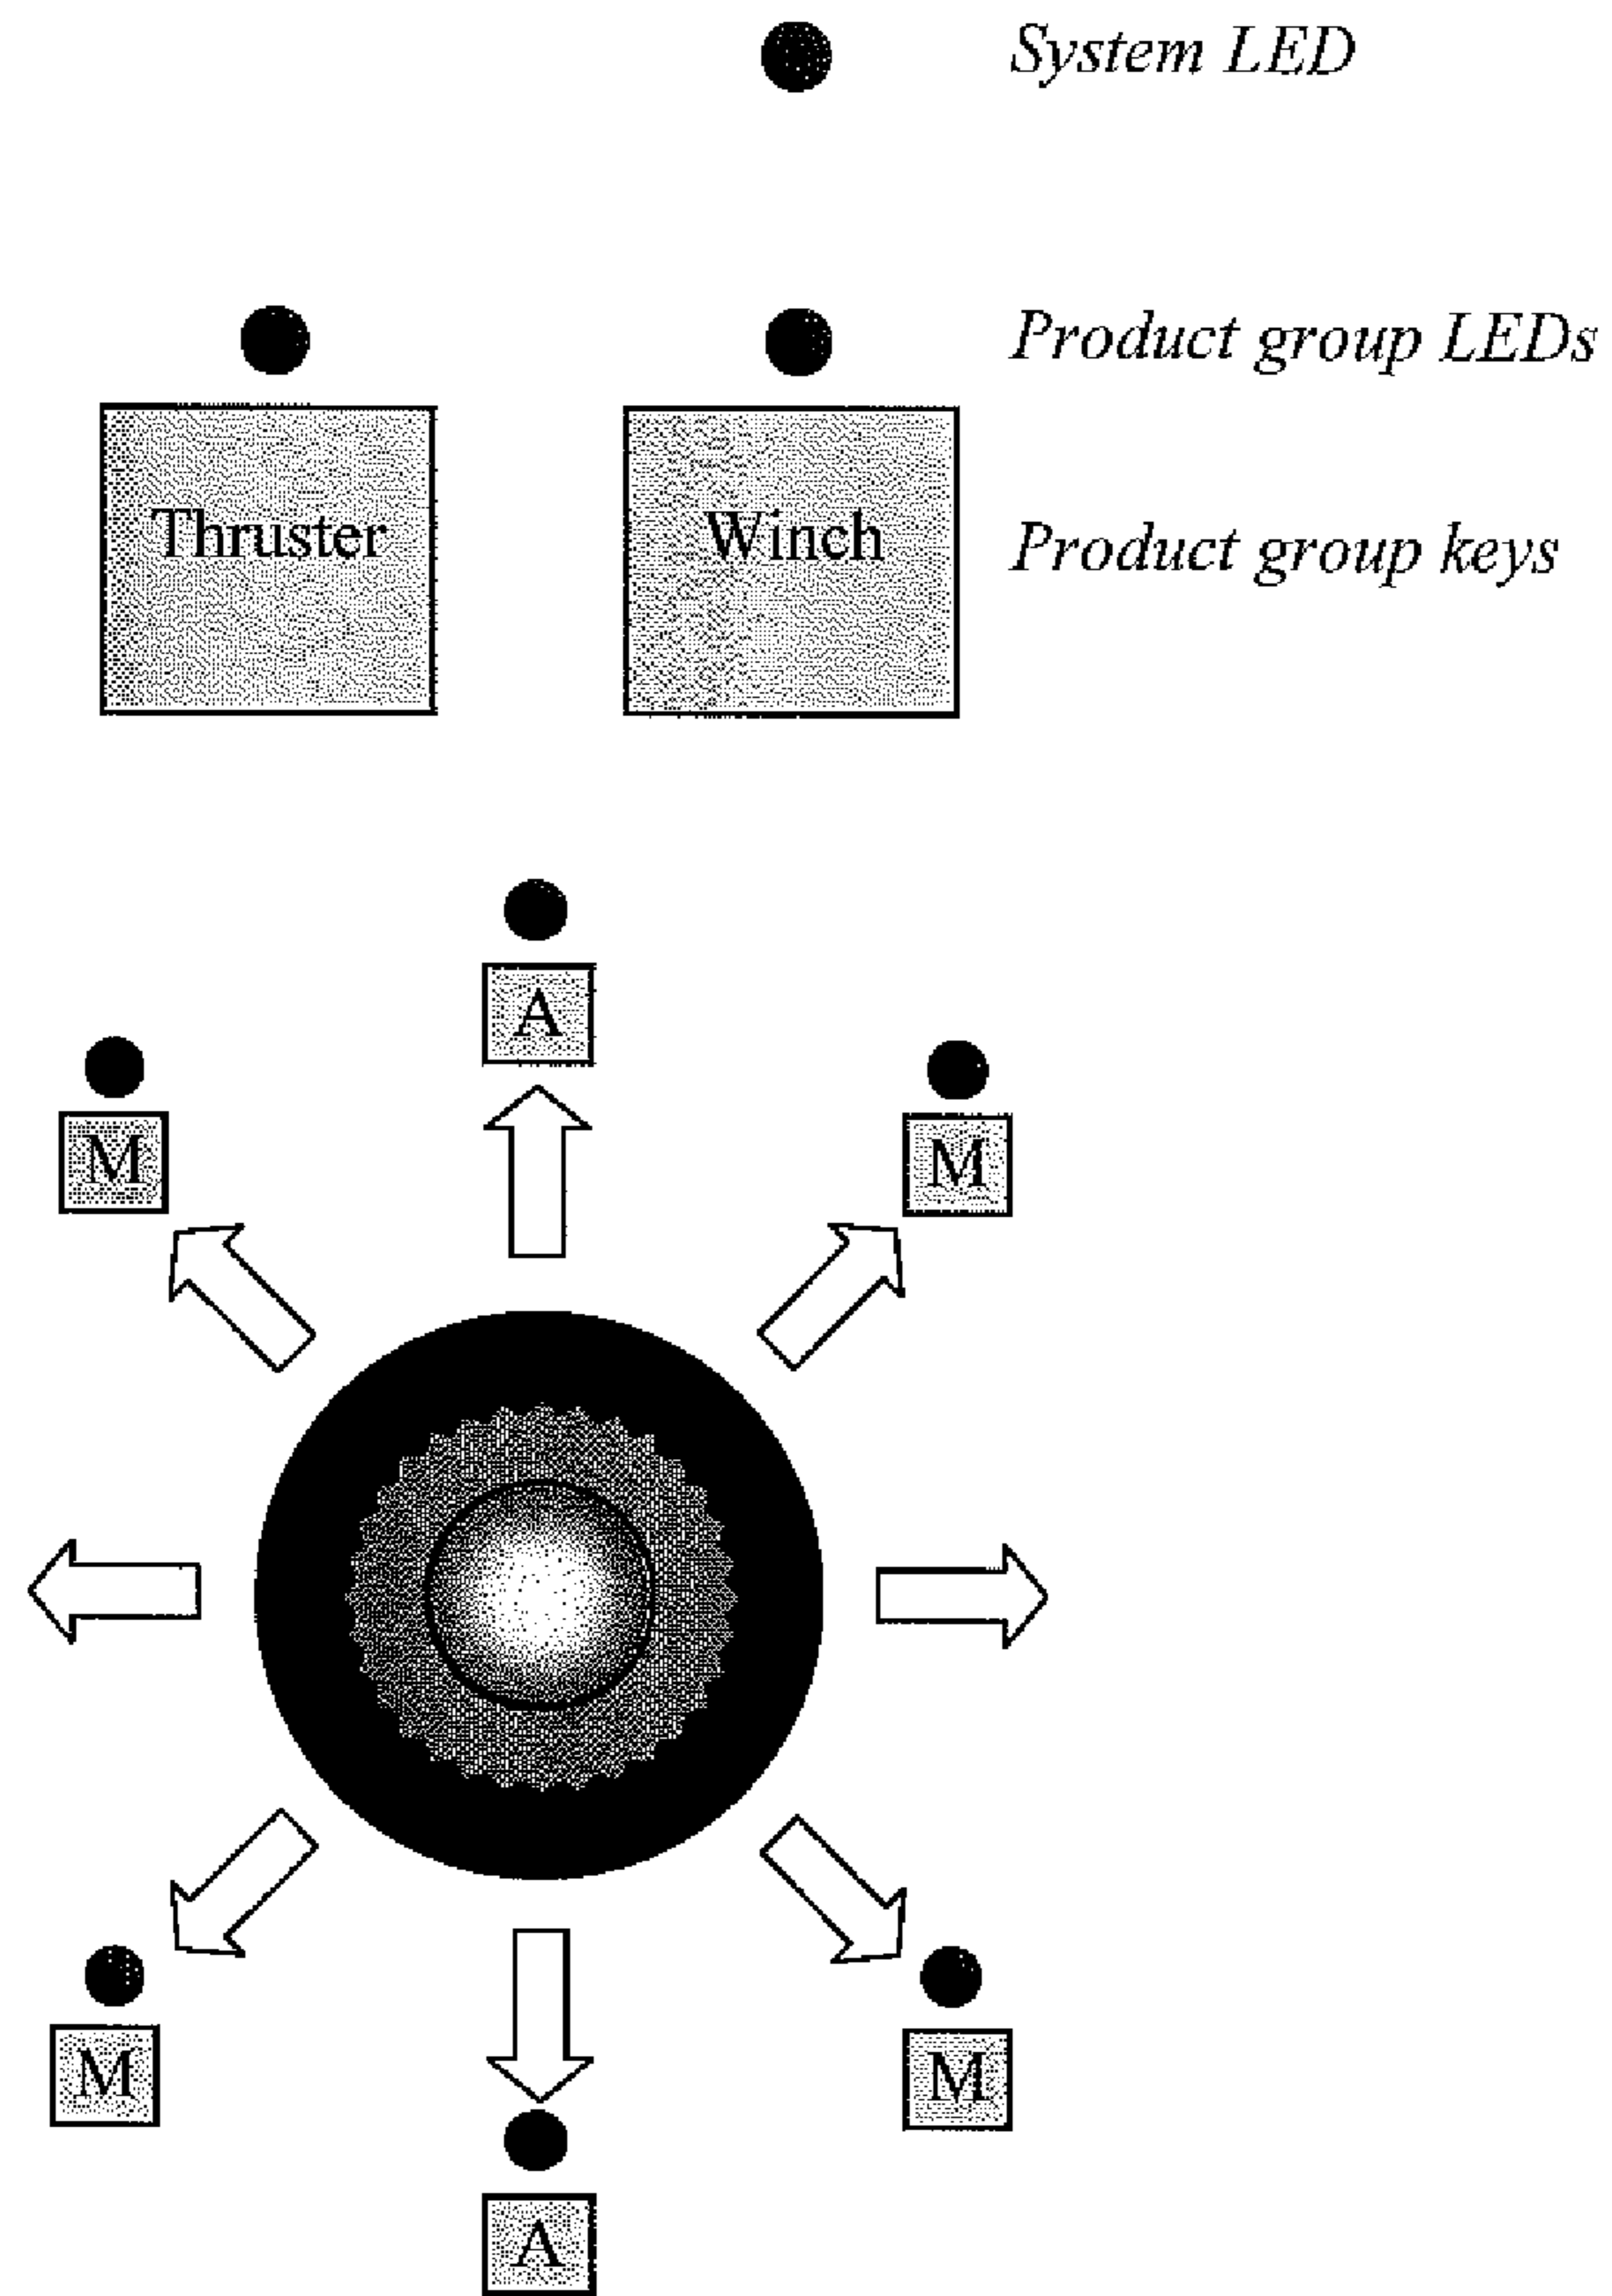 System LED
Product group LEDs
Thruster
Winch
Product group keys
A
M
M
M
M
A